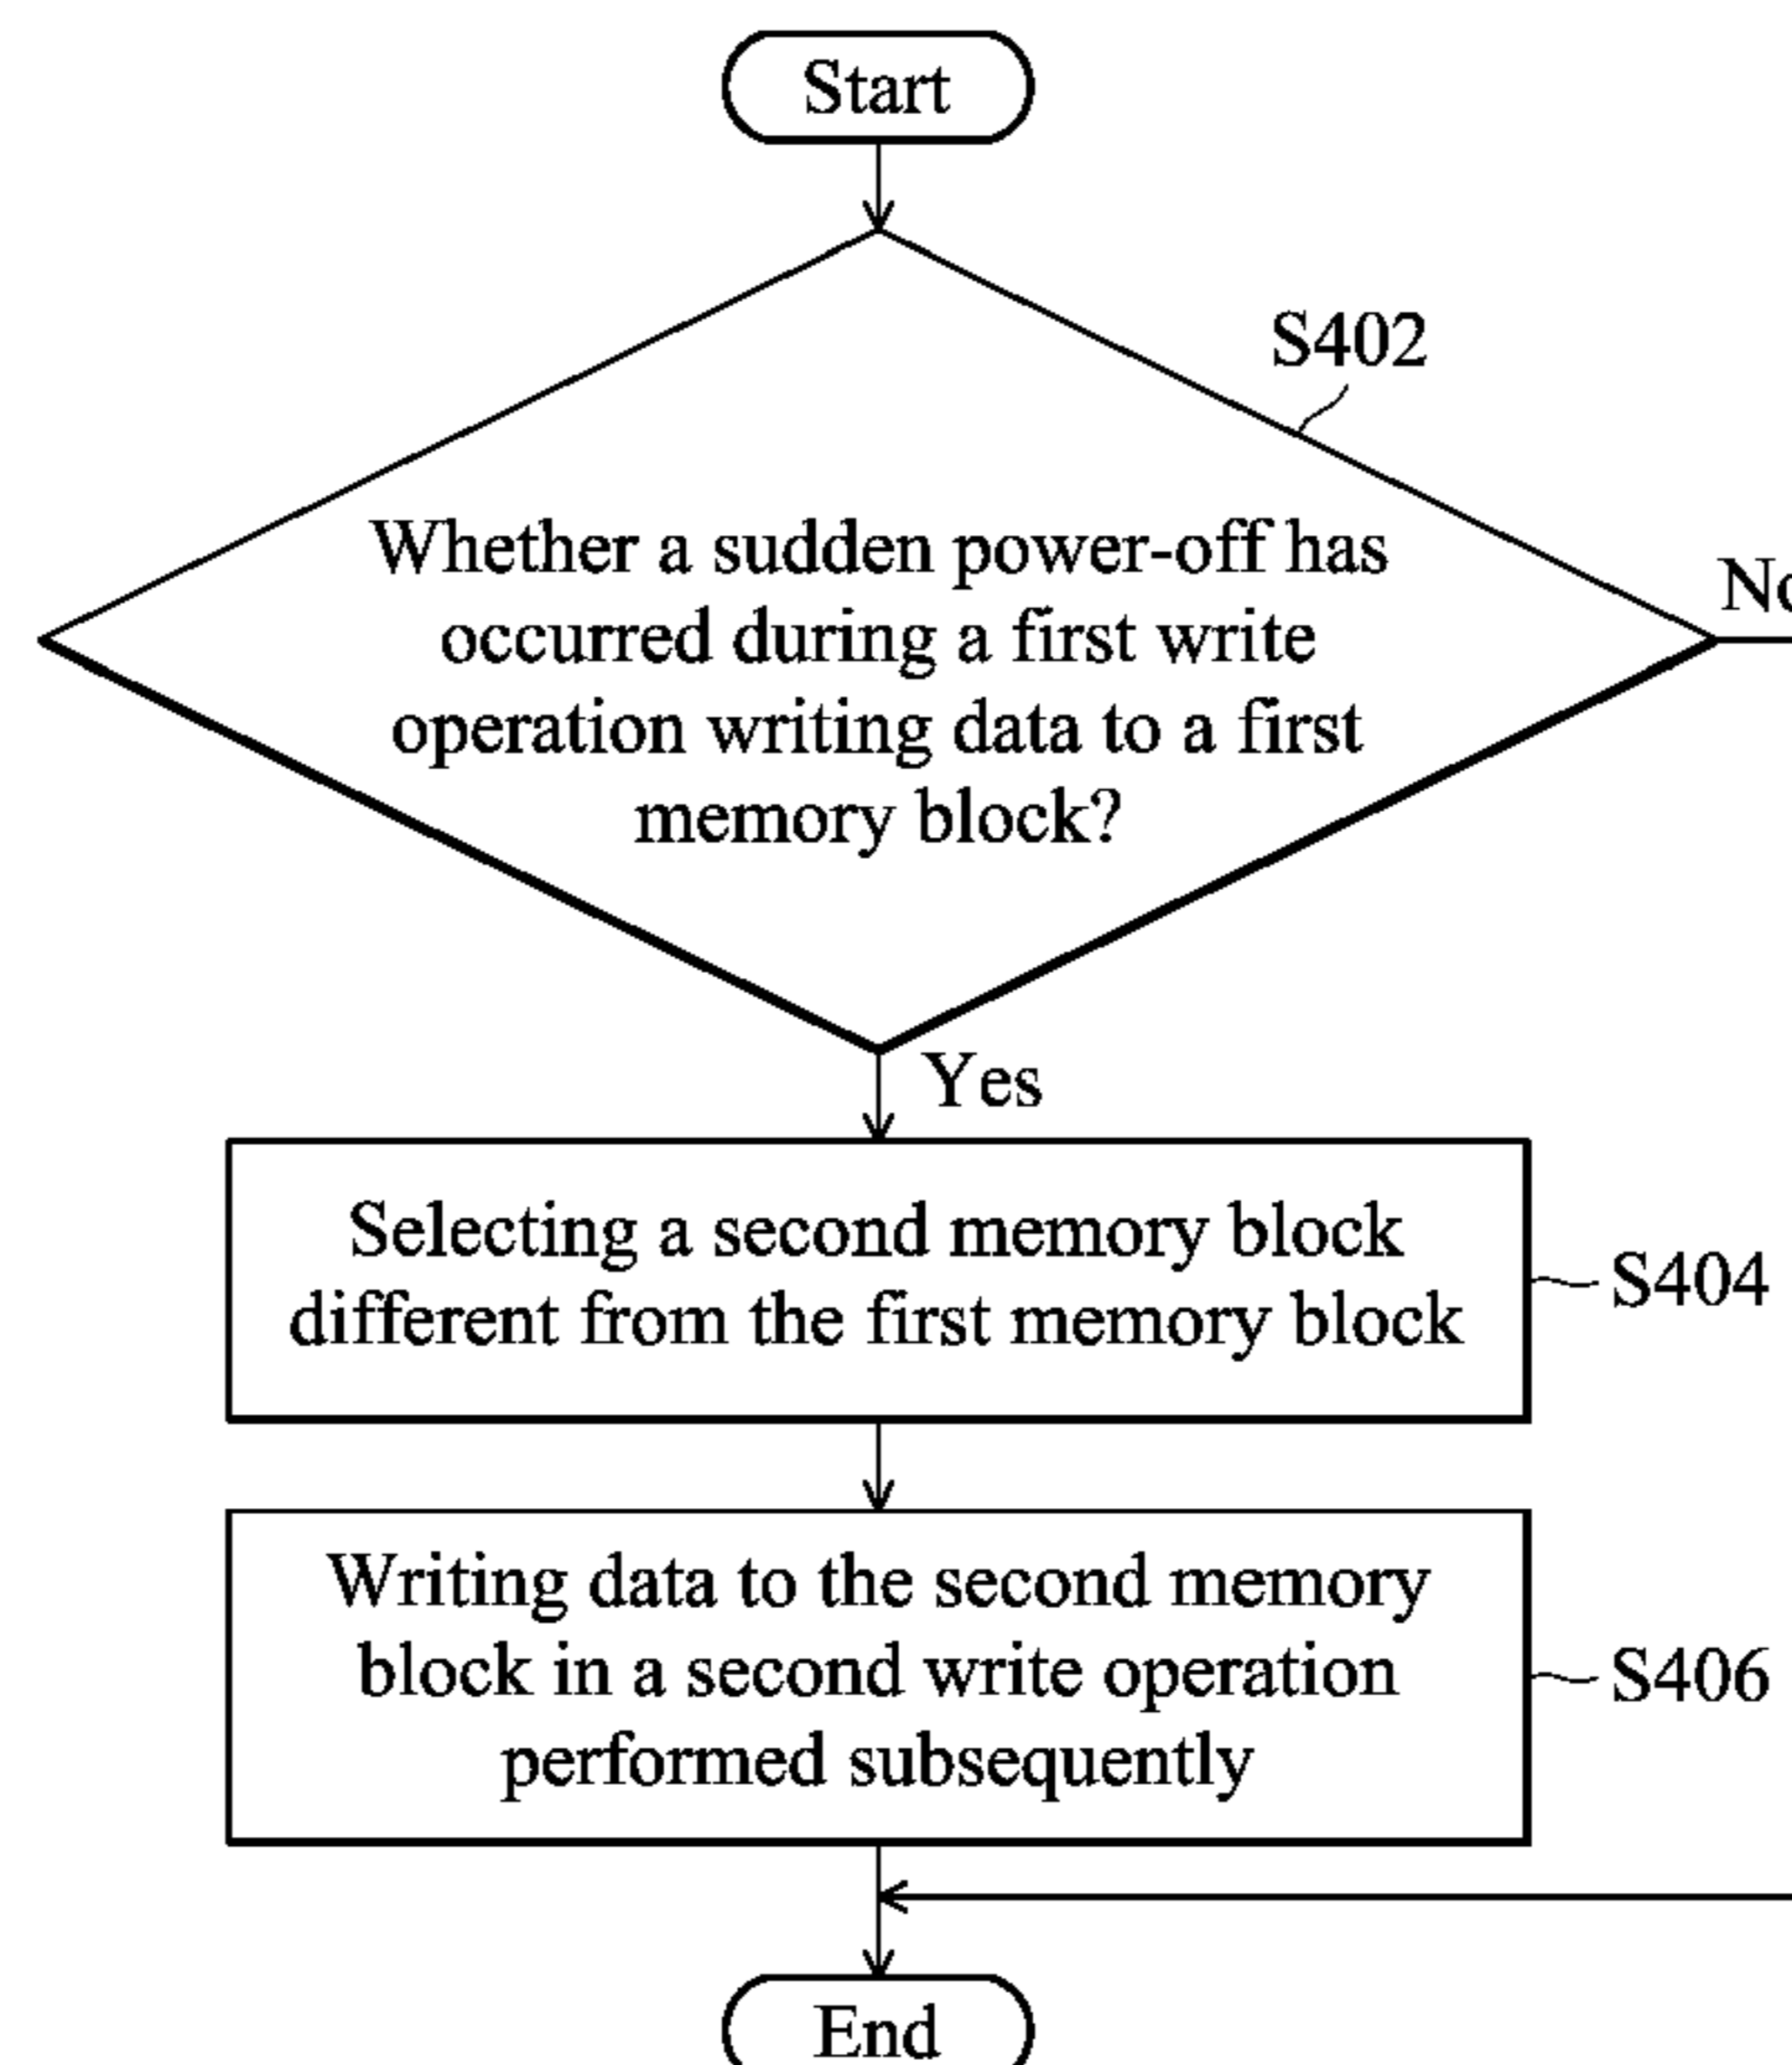 Start
S402
Whether a sudden power-off has
occurred during a first write
operation writing data to a first
memory block?
No
Yes
Selecting a second memory block
different from the first memory block
S404
Writing data to the second memory
block in a second write operation
performed subsequently
S406
End